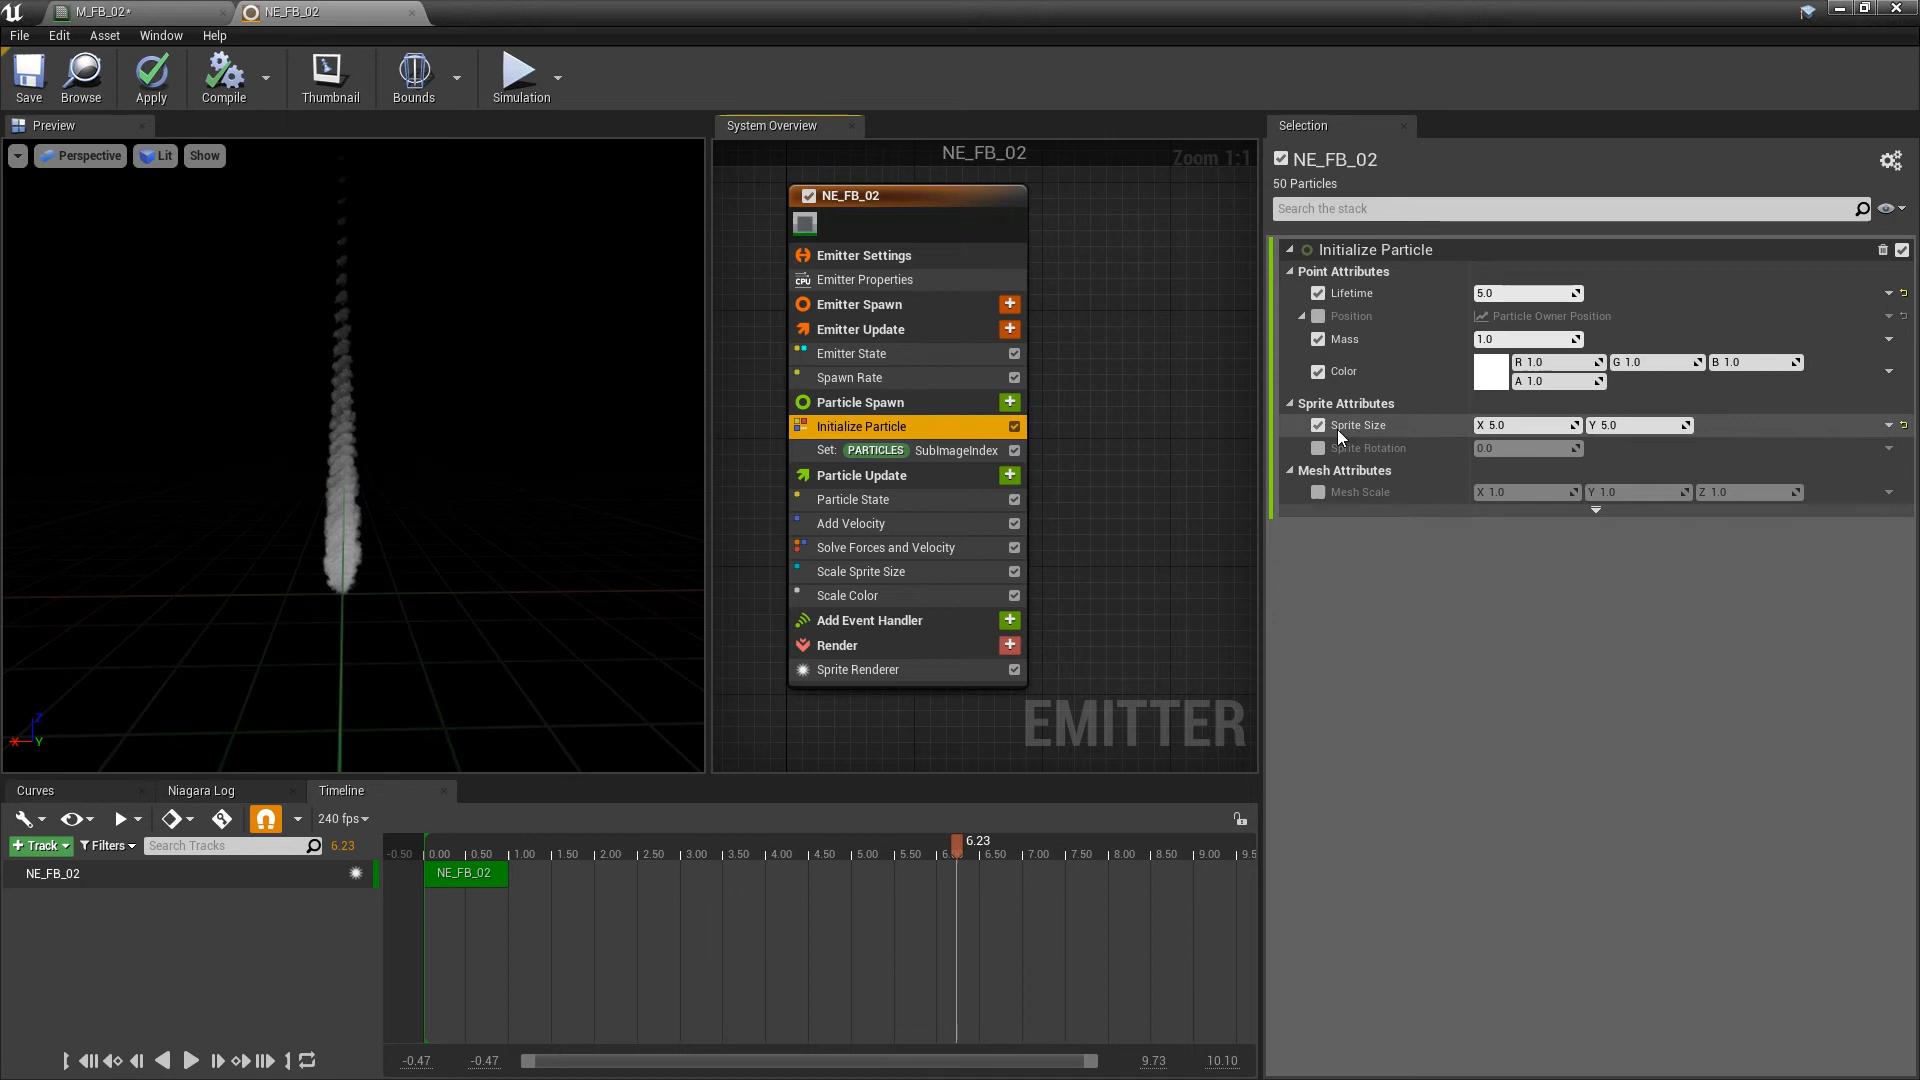 M_FB_02*
NE_FB_02
File Edit Asset Window Help
Save
Browse
Apply
Compile
Thumbnail
Bounds
Simulation
Preview
Perspective
Lit
Show
X
Y
Z
System Overview
NE_FB_02
Zoom 1:1
NE_FB_02
Emitter Settings
CPU Emitter Properties
Emitter Spawn
Emitter Update
Emitter State
Spawn Rate
Particle Spawn
Initialize Particle
Set: PARTICLES SubImageIndex
Particle Update
Particle State
Add Velocity
Solve Forces and Velocity
Scale Sprite Size
Scale Color
Add Event Handler
Render
Sprite Renderer
EMITTER
Selection
NE_FB_02
50 Particles
Search the stack
Initialize Particle
Point Attributes
Lifetime 5.0
Position Particle Owner Position
Mass 1.0
Color R 1.0 G 1.0 B 1.0
A 1.0
Sprite Attributes
Sprite Size X 5.0 Y 5.0
Sprite Rotation 0.0
Mesh Attributes
Mesh Scale X 1.0 Y 1.0 Z 1.0
Curves
Niagara Log
Timeline
240 fps
+ Track
Filters
Search Tracks
6.23
6.23
-0.50 0.00 0.50 1.00 1.50 2.00 2.50 3.00 3.50 4.00 4.50 5.00 5.50 6.50 7.00 7.50 8.00 8.50 9.00 9.5
NE_FB_02
NE_FB_02
-0.47 -0.47 9.73 10.10